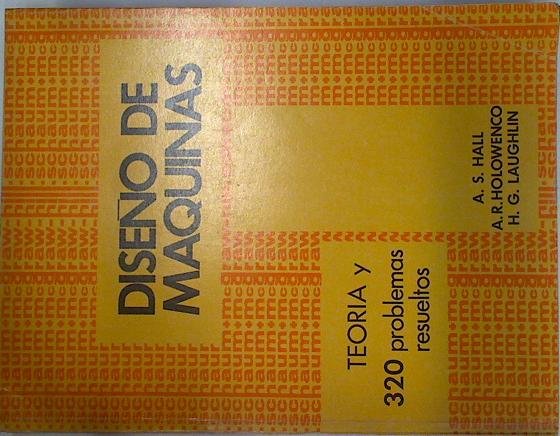 DISEÑO DE
MAQUINAS
TEORIA y
320 problemas
resueltos
A. S. HALL
A.R. HOLOWENCO
H. G. LAUGHLIN